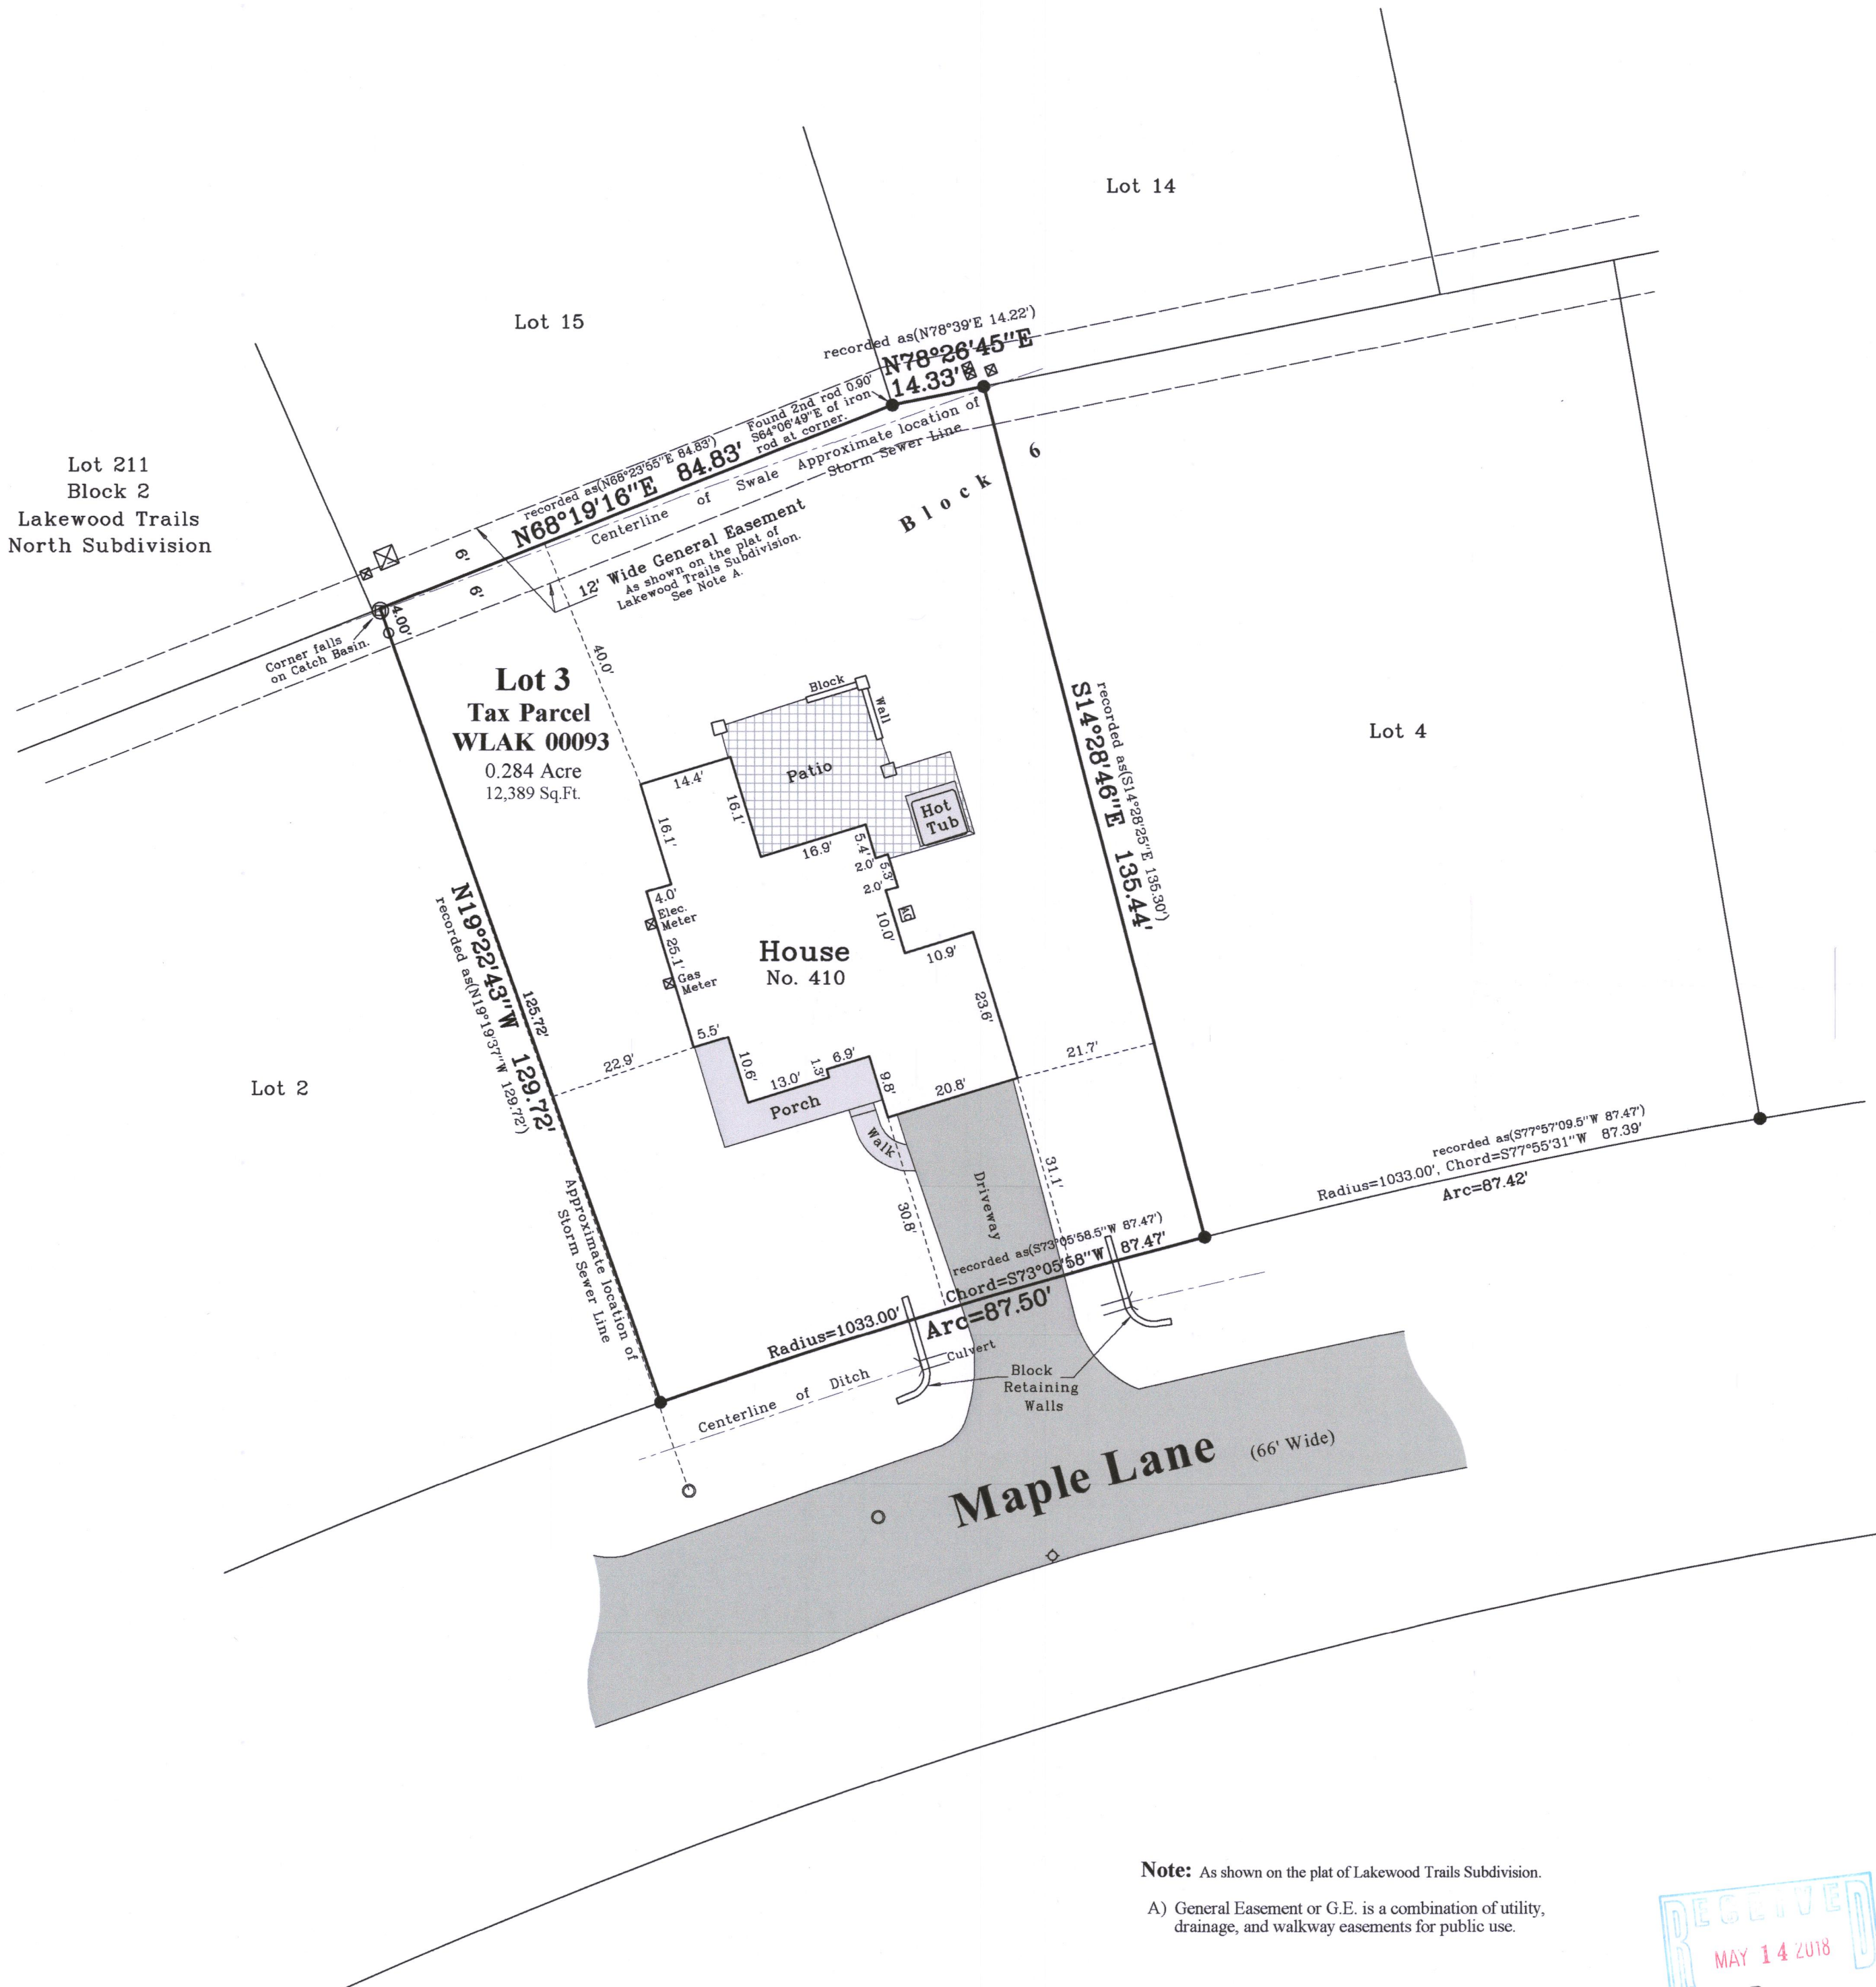 Lot 14
Lot 15
recorded as(N78°39'E 14.22')
N78°26'45"E
14.33'
Found 2nd rod 0.90'
S64°06'49"E of iron
rod at corner.
recorded as(N68°23'55"E 84.83')
N68°19'16"E 84.83'
Centerline of Swale
Approximate location of
Storm Sewer Line
Block 6
Lot 211
Block 2
Lakewood Trails
North Subdivision
6'
6'
12' Wide General Easement
As shown on the plat of
Lakewood Trails Subdivision.
See Note A.
4.00'
Corner falls
on Catch Basin.
40.0'
Lot 3
Tax Parcel
WLAK 00093
0.284 Acre
12,389 Sq.Ft.
Block
Wall
Patio
Hot
Tub
14.4'
16.1'
16.1'
16.9'
5.4'
2.0'
5.3'
2.0'
4.0'
Elec.
Meter
25.1'
Gas
Meter
10.0'
10.9'
House
No. 410
23.6'
S14°28'46"E 135.44'
recorded as(S14°28'25"E 135.30')
Lot 4
N19°22'43"W 129.72'
recorded as(N19°19'37"W 129.72')
125.72'
Lot 2
22.9'
5.5'
10.6'
13.0'
1.3'
6.9'
9.8'
20.8'
21.7'
Porch
Walk
Driveway
30.8'
31.1'
Approximate location of
Storm Sewer Line
recorded as(S73°05'58.5"W 87.47')
Chord=S73°05'58"W 87.47'
Radius=1033.00'
Arc=87.50'
recorded as(S77°57'09.5"W 87.47')
Radius=1033.00', Chord=S77°55'31"W 87.39'
Arc=87.42'
Centerline of Ditch
Culvert
Block
Retaining
Walls
Maple Lane (66' Wide)
Note: As shown on the plat of Lakewood Trails Subdivision.
A) General Easement or G.E. is a combination of utility,
drainage, and walkway easements for public use.
RECEIVED
MAY 14 2018